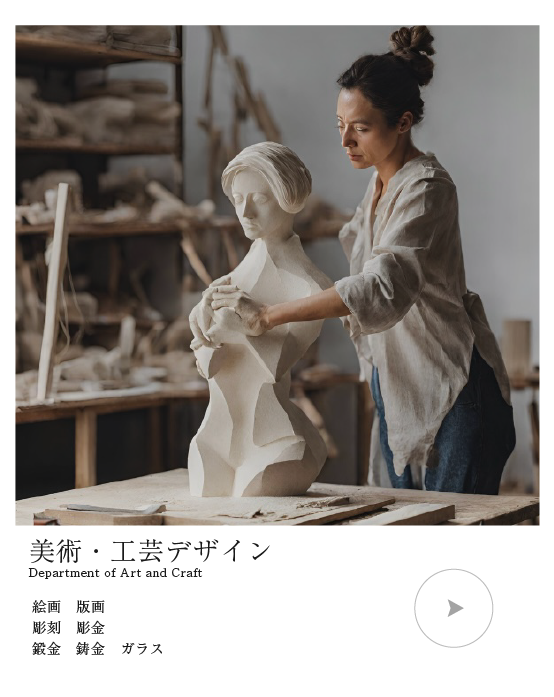 美術・工芸デザイン
Department of Art and Craft
絵画　版画
彫刻　彫金
鍛金　鋳金　ガラス